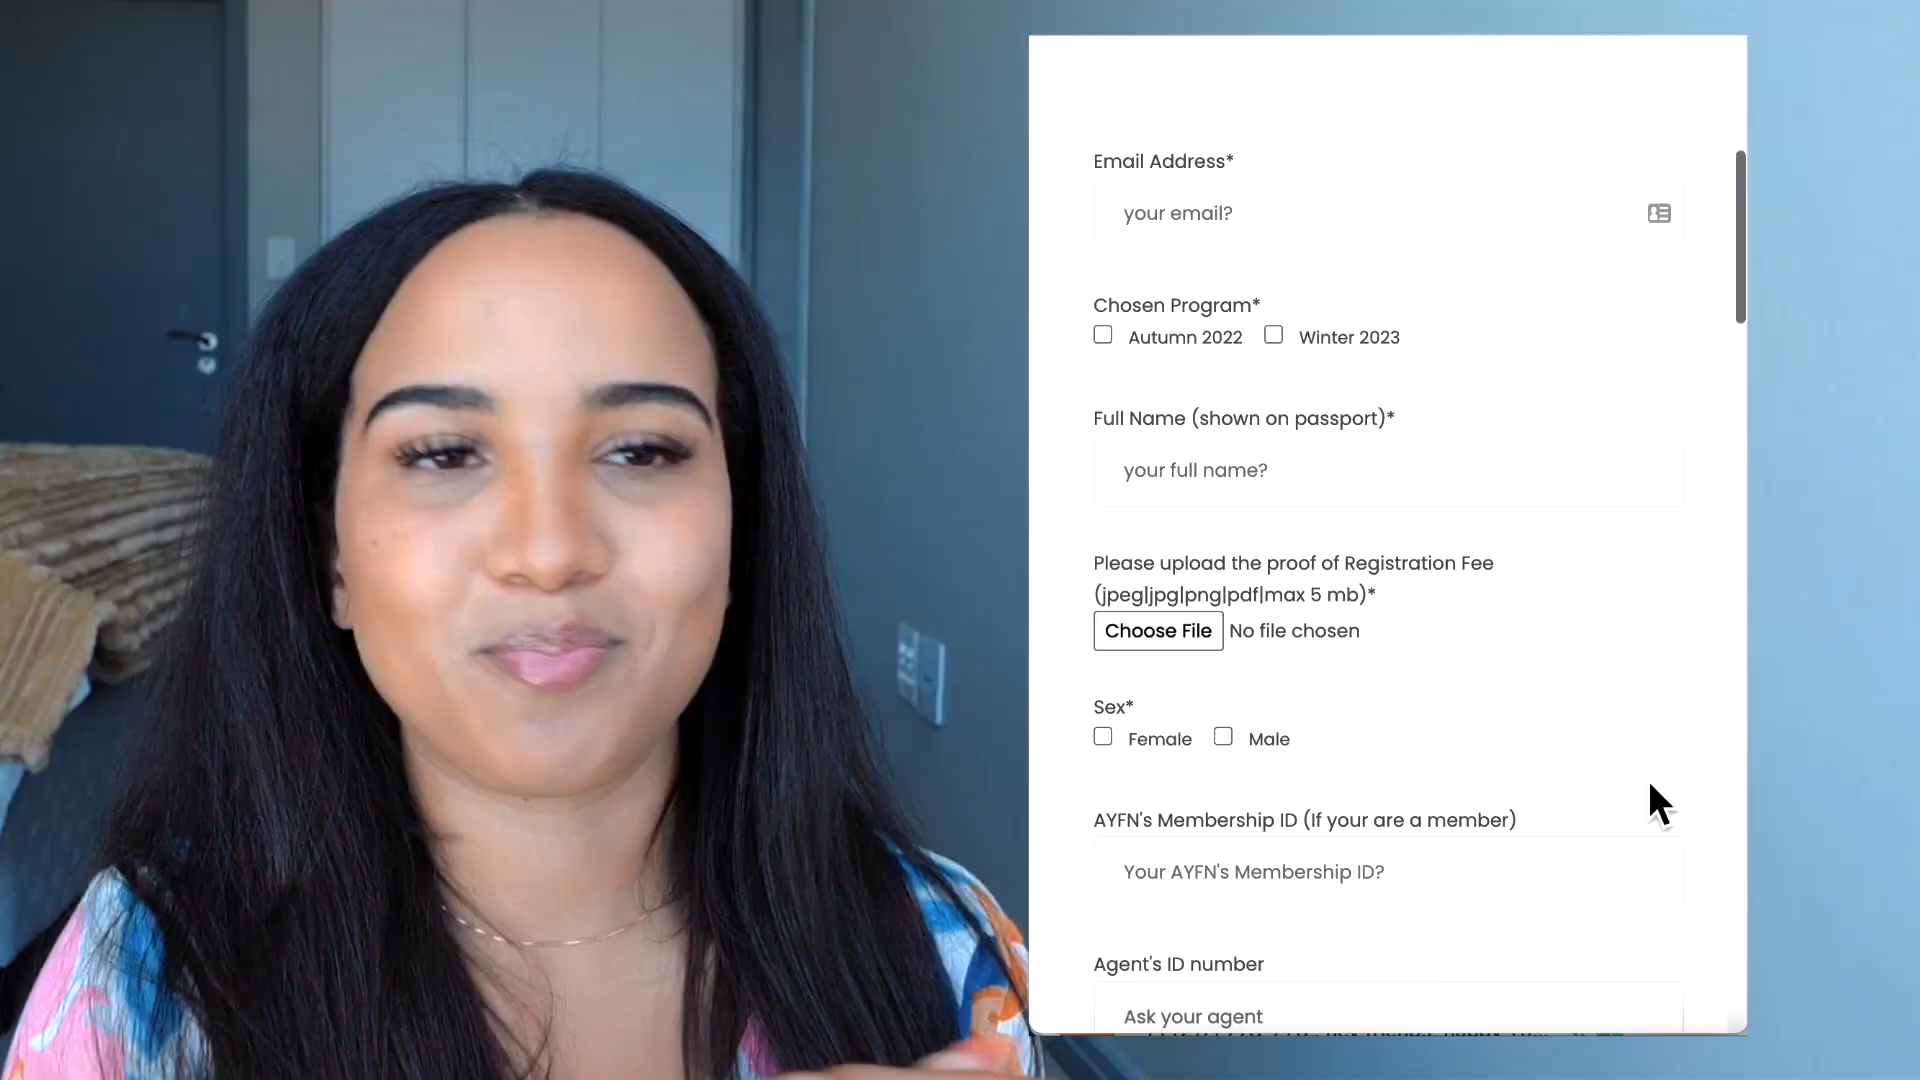 Email Address*
your email?
Chosen Program*
Autumn 2022 Winter 2023
Full Name (shown on passport)*
your full name?
Please upload the proof of Registration Fee
(jpeg|jpg|png|pdf|max 5 mb)*
Choose File No file chosen
Sex*
Female Male
AYFN's Membership ID (If your are a member)
Your AYFN's Membership ID?
Agent's ID number
Ask your agent